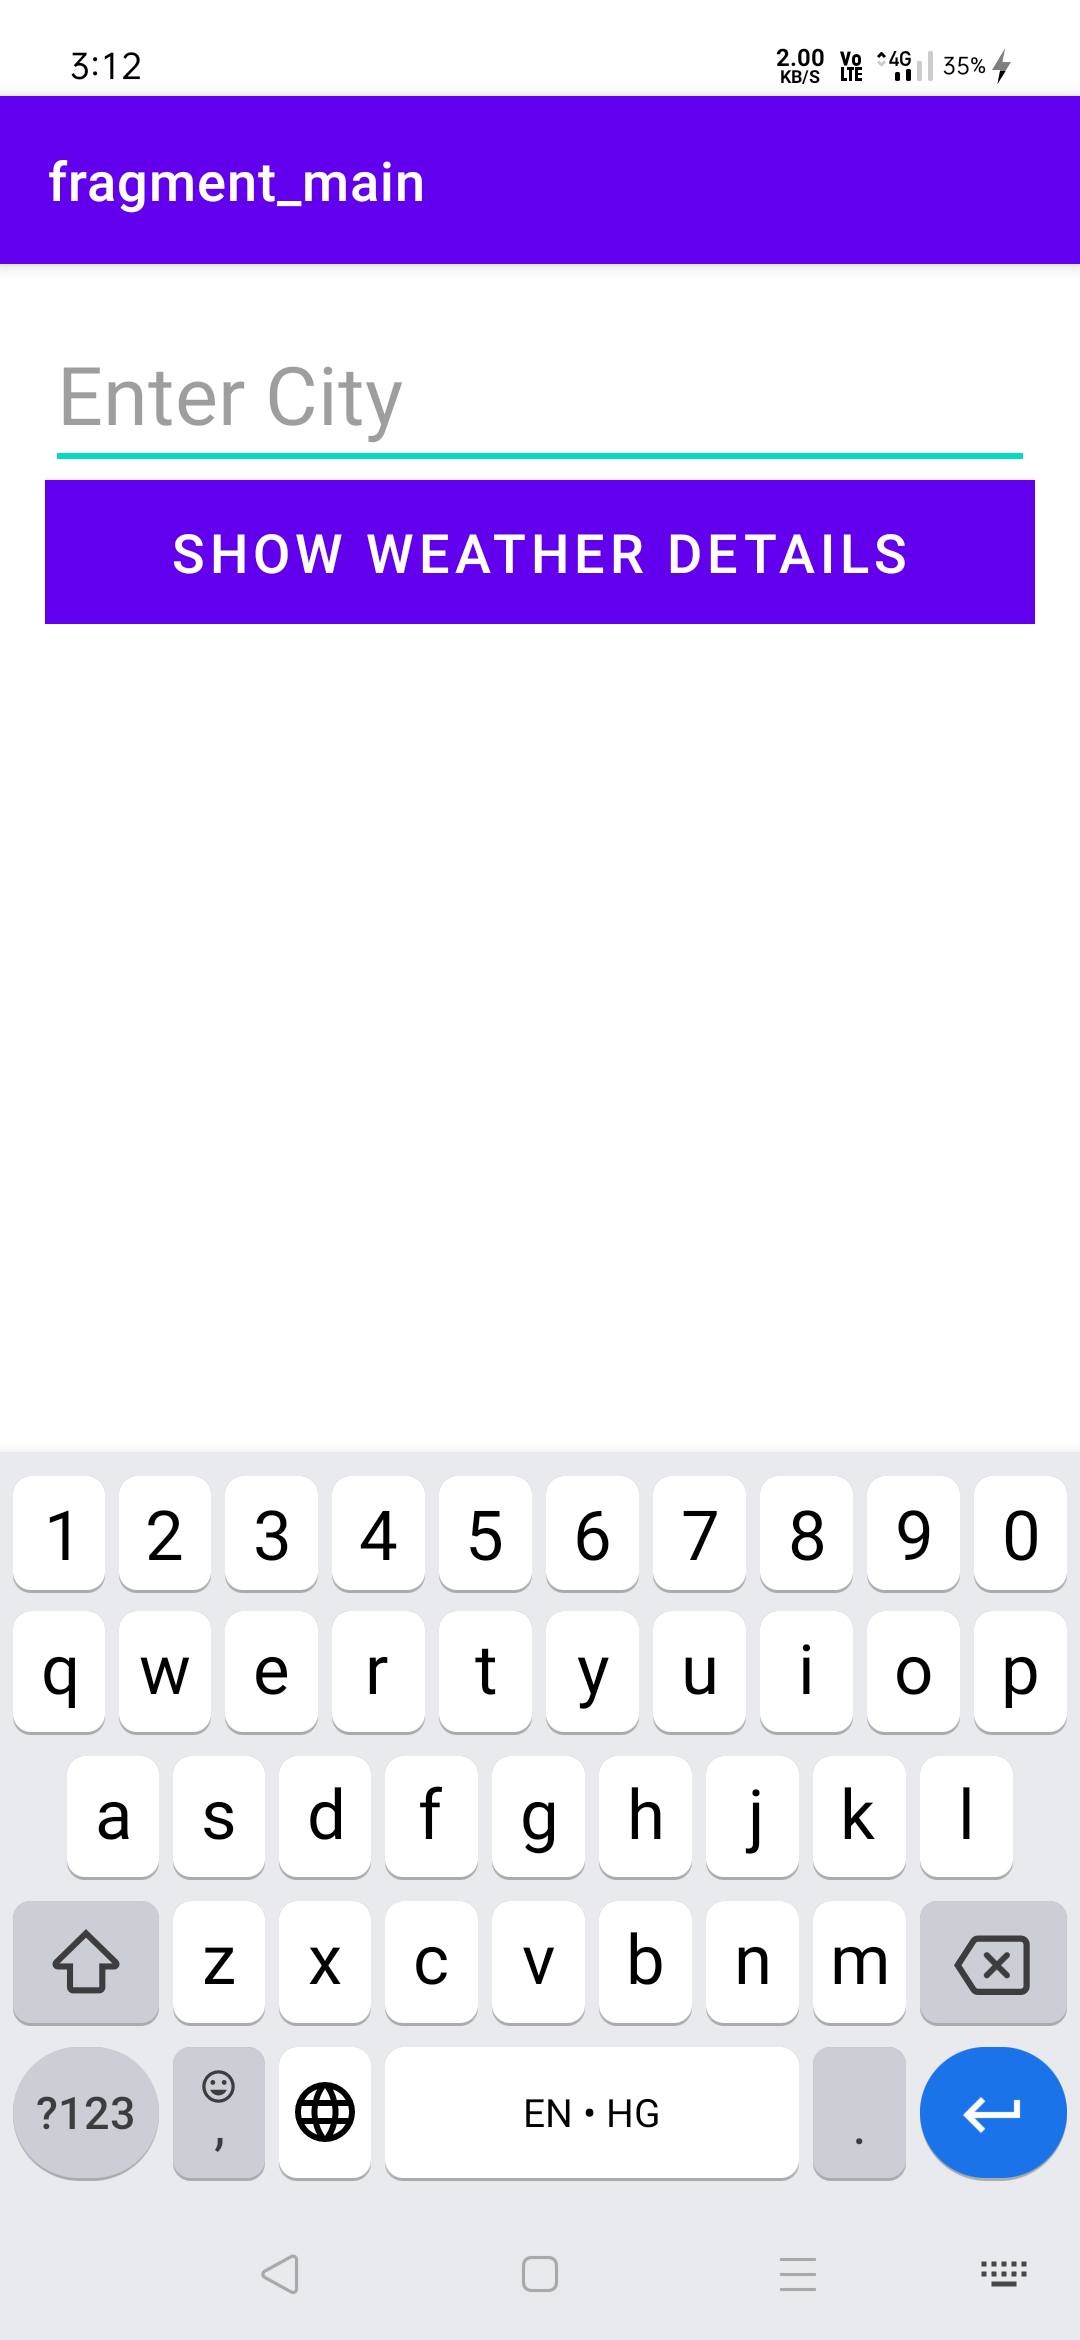 3:12 2.00 KB/S Vo LTE 4G 35%
fragment_main
Enter City
SHOW WEATHER DETAILS
1 2 3 4 5 6 7 8 9 0
q w e r t y u i o p
a s d f g h j k l
z x c v b n m
?123 , EN • HG .